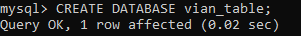 mysql> CREATE DATABASE vian_table;
Query OK, 1 row affected (0.02 sec)